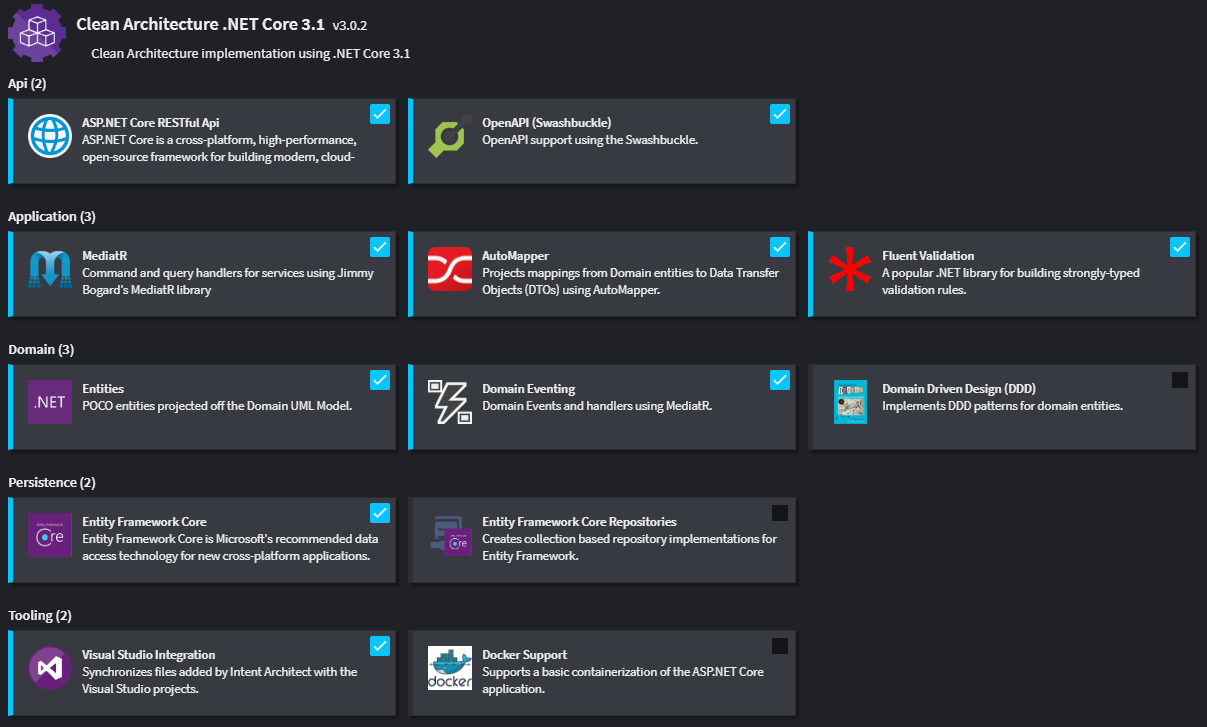 Clean Architecture .NET Core 3.1 v3.0.2
Clean Architecture implementation using .NET Core 3.1
Api (2)
ASP.NET Core RESTful Api
ASP.NET Core is a cross-platform, high-performance,
open-source framework for building modern, cloud-
OpenAPI (Swashbuckle)
OpenAPI support using the Swashbuckle.
Application (3)
MediatR
Command and query handlers for services using Jimmy
Bogard's MediatR library
AutoMapper
Projects mappings from Domain entities to Data Transfer
Objects (DTOs) using AutoMapper.
Fluent Validation
A popular .NET library for building strongly-typed
validation rules.
Domain (3)
.NET
Entities
POCO entities projected off the Domain UML Model.
Domain Eventing
Domain Events and handlers using MediatR.
Domain Driven Design (DDD)
Implements DDD patterns for domain entities.
Persistence (2)
Entity Framework
Core
Entity Framework Core
Entity Framework Core is Microsoft's recommended data
access technology for new cross-platform applications.
Core
Entity Framework Core Repositories
Creates collection based repository implementations for
Entity Framework.
Tooling (2)
Visual Studio Integration
Synchronizes files added by Intent Architect with the
Visual Studio projects.
docker
Docker Support
Supports a basic containerization of the ASP.NET Core
application.